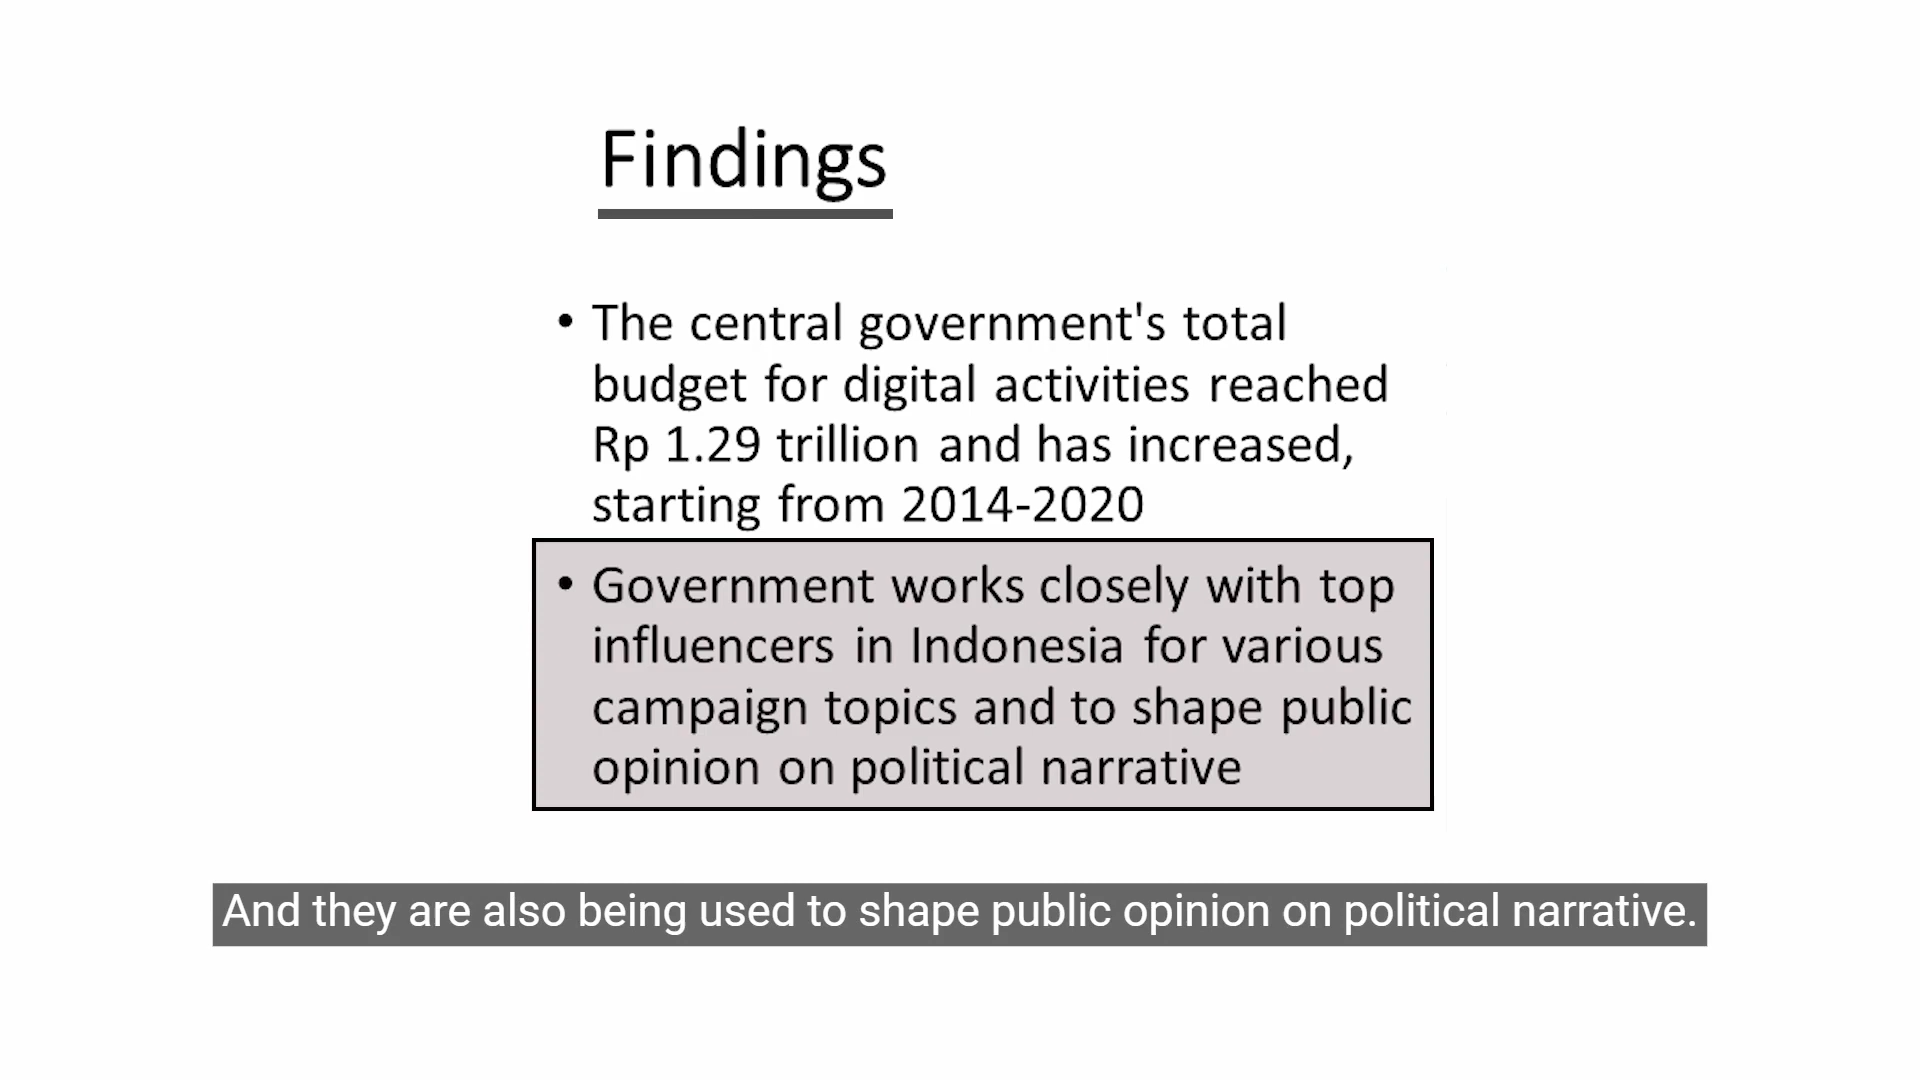 Findings
• The central government's total
budget for digital activities reached
Rp 1.29 trillion and has increased,
starting from 2014-2020
• Government works closely with top
influencers in Indonesia for various
campaign topics and to shape public
opinion on political narrative
And they are also being used to shape public opinion on political narrative.